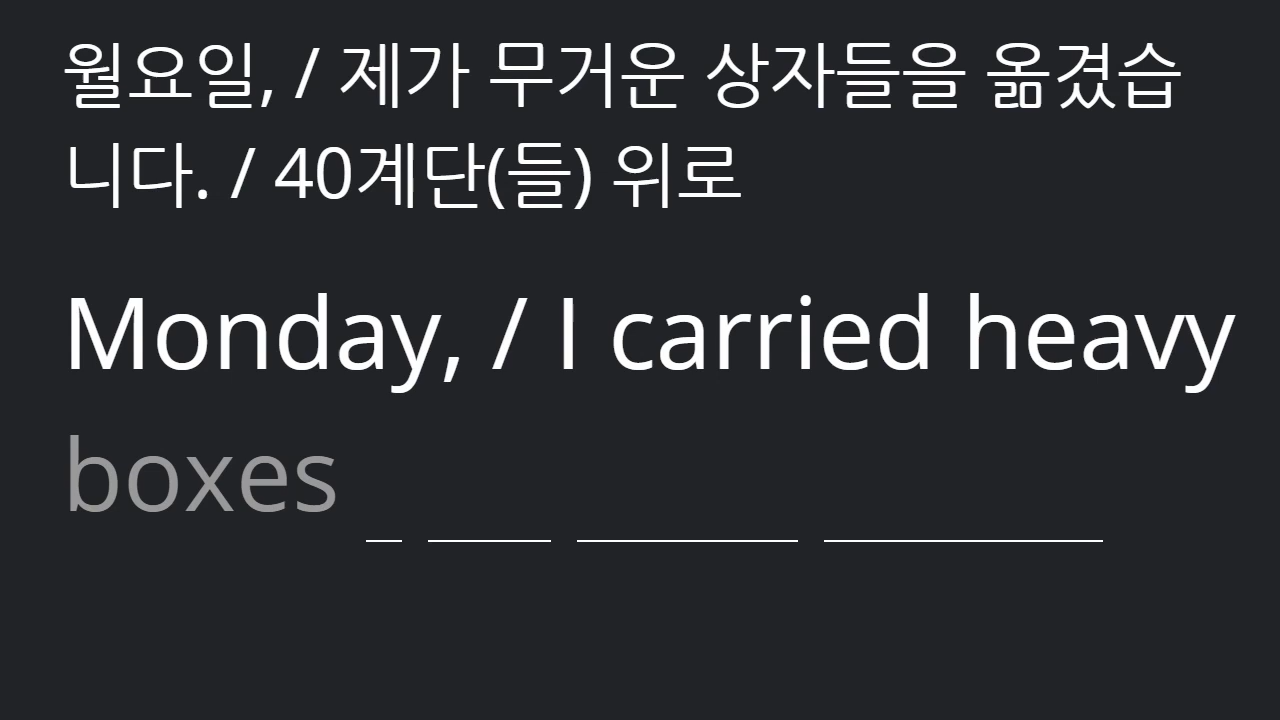 월요일, / 제가 무거운 상자들을 옮겼습
니다. / 40계단(들) 위로
Monday, / I carried heavy
boxes